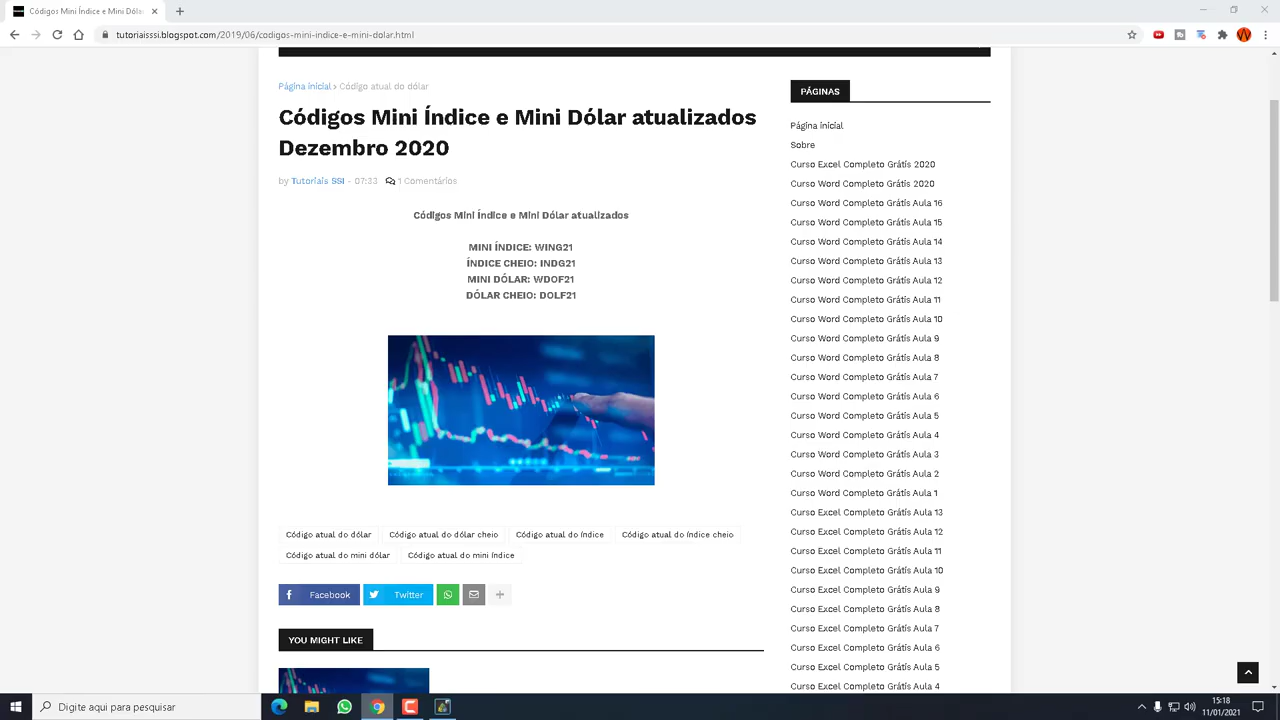 Códigos Mini Índice e Mini Dóla
tutoriaisssi.blogspot.com/2019/06/codigos-mini-indice-e-mini-dolar.html
Página inicial > Código atual do dólar
Códigos Mini Índice e Mini Dólar atualizados
Dezembro 2020
by Tutoriais SSI - 07:33 1 Comentários
Códigos Mini Índice e Mini Dólar atualizados
MINI ÍNDICE: WING21
ÍNDICE CHEIO: INDG21
MINI DÓLAR: WDOF21
DÓLAR CHEIO: DOLF21
Código atual do dólar
Código atual do dólar cheio
Código atual do índice
Código atual do índice cheio
Código atual do mini dólar
Código atual do mini índice
Facebook
Twitter
YOU MIGHT LIKE
PÁGINAS
Página inicial
Sobre
Curso Excel Completo Grátis 2020
Curso Word Completo Grátis 2020
Curso Word Completo Grátis Aula 16
Curso Word Completo Grátis Aula 15
Curso Word Completo Grátis Aula 14
Curso Word Completo Grátis Aula 13
Curso Word Completo Grátis Aula 12
Curso Word Completo Grátis Aula 11
Curso Word Completo Grátis Aula 10
Curso Word Completo Grátis Aula 9
Curso Word Completo Grátis Aula 8
Curso Word Completo Grátis Aula 7
Curso Word Completo Grátis Aula 6
Curso Word Completo Grátis Aula 5
Curso Word Completo Grátis Aula 4
Curso Word Completo Grátis Aula 3
Curso Word Completo Grátis Aula 2
Curso Word Completo Grátis Aula 1
Curso Excel Completo Grátis Aula 13
Curso Excel Completo Grátis Aula 12
Curso Excel Completo Grátis Aula 11
Curso Excel Completo Grátis Aula 10
Curso Excel Completo Grátis Aula 9
Curso Excel Completo Grátis Aula 8
Curso Excel Completo Grátis Aula 7
Curso Excel Completo Grátis Aula 6
Curso Excel Completo Grátis Aula 5
Curso Excel Completo Grátis Aula 4
Digite aqui para pesquisar
15:18
11/01/2021